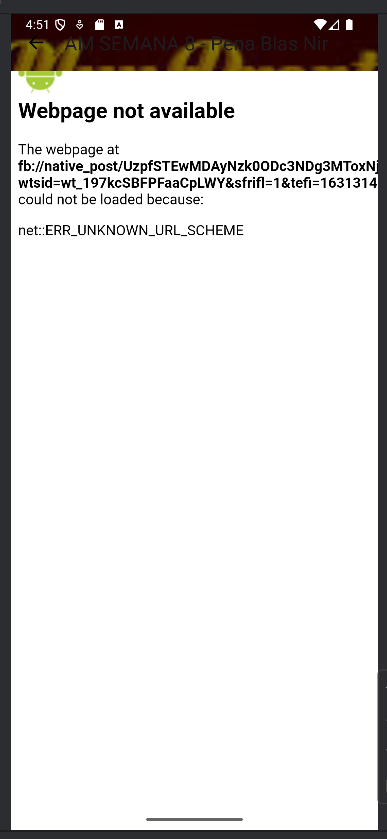 4:51
AM SEMANA 8 - Pena Blas Nir
Webpage not available
The webpage at
fb://native_post/UzpfSTEwMDAyNzk0ODc3NDg3MToxNj
wtsid=wt_197kcSBFPFaaCpLWY&sfrifl=1&tefi=1631314
could not be loaded because:
net::ERR_UNKNOWN_URL_SCHEME